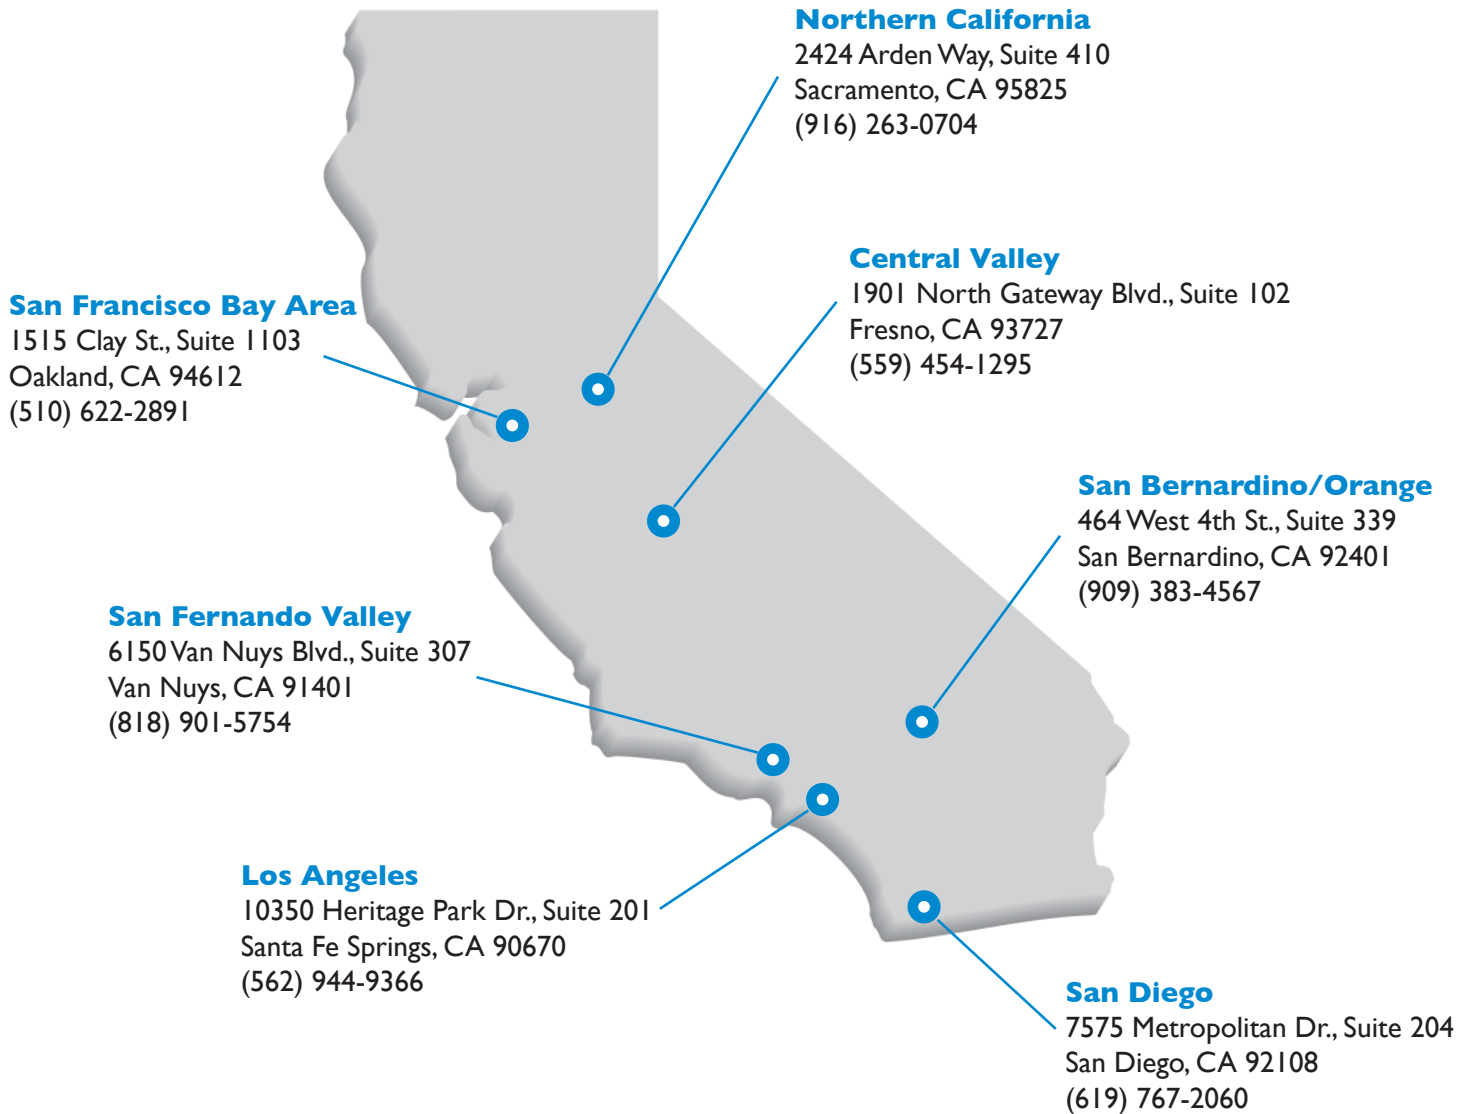 Northern California
2424 Arden Way, Suite 410
Sacramento, CA 95825
(916) 263-0704
Central Valley
1901 North Gateway Blvd., Suite 102
Fresno, CA 93727
(559) 454-1295
San Francisco Bay Area
1515 Clay St., Suite 1103
Oakland, CA 94612
(510) 622-2891
San Bernardino/Orange
464 West 4th St., Suite 339
San Bernardino, CA 92401
(909) 383-4567
San Fernando Valley
6150 Van Nuys Blvd., Suite 307
Van Nuys, CA 91401
(818) 901-5754
Los Angeles
10350 Heritage Park Dr., Suite 201
Santa Fe Springs, CA 90670
(562) 944-9366
San Diego
7575 Metropolitan Dr., Suite 204
San Diego, CA 92108
(619) 767-2060